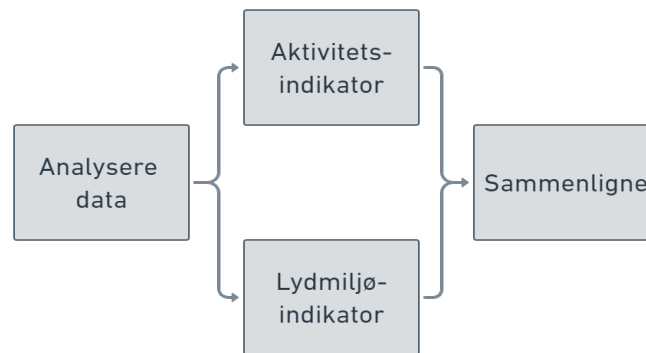 Aktivitets-
indikator
Analysere
data
Sammenligne
Lydmiljø-
indikator